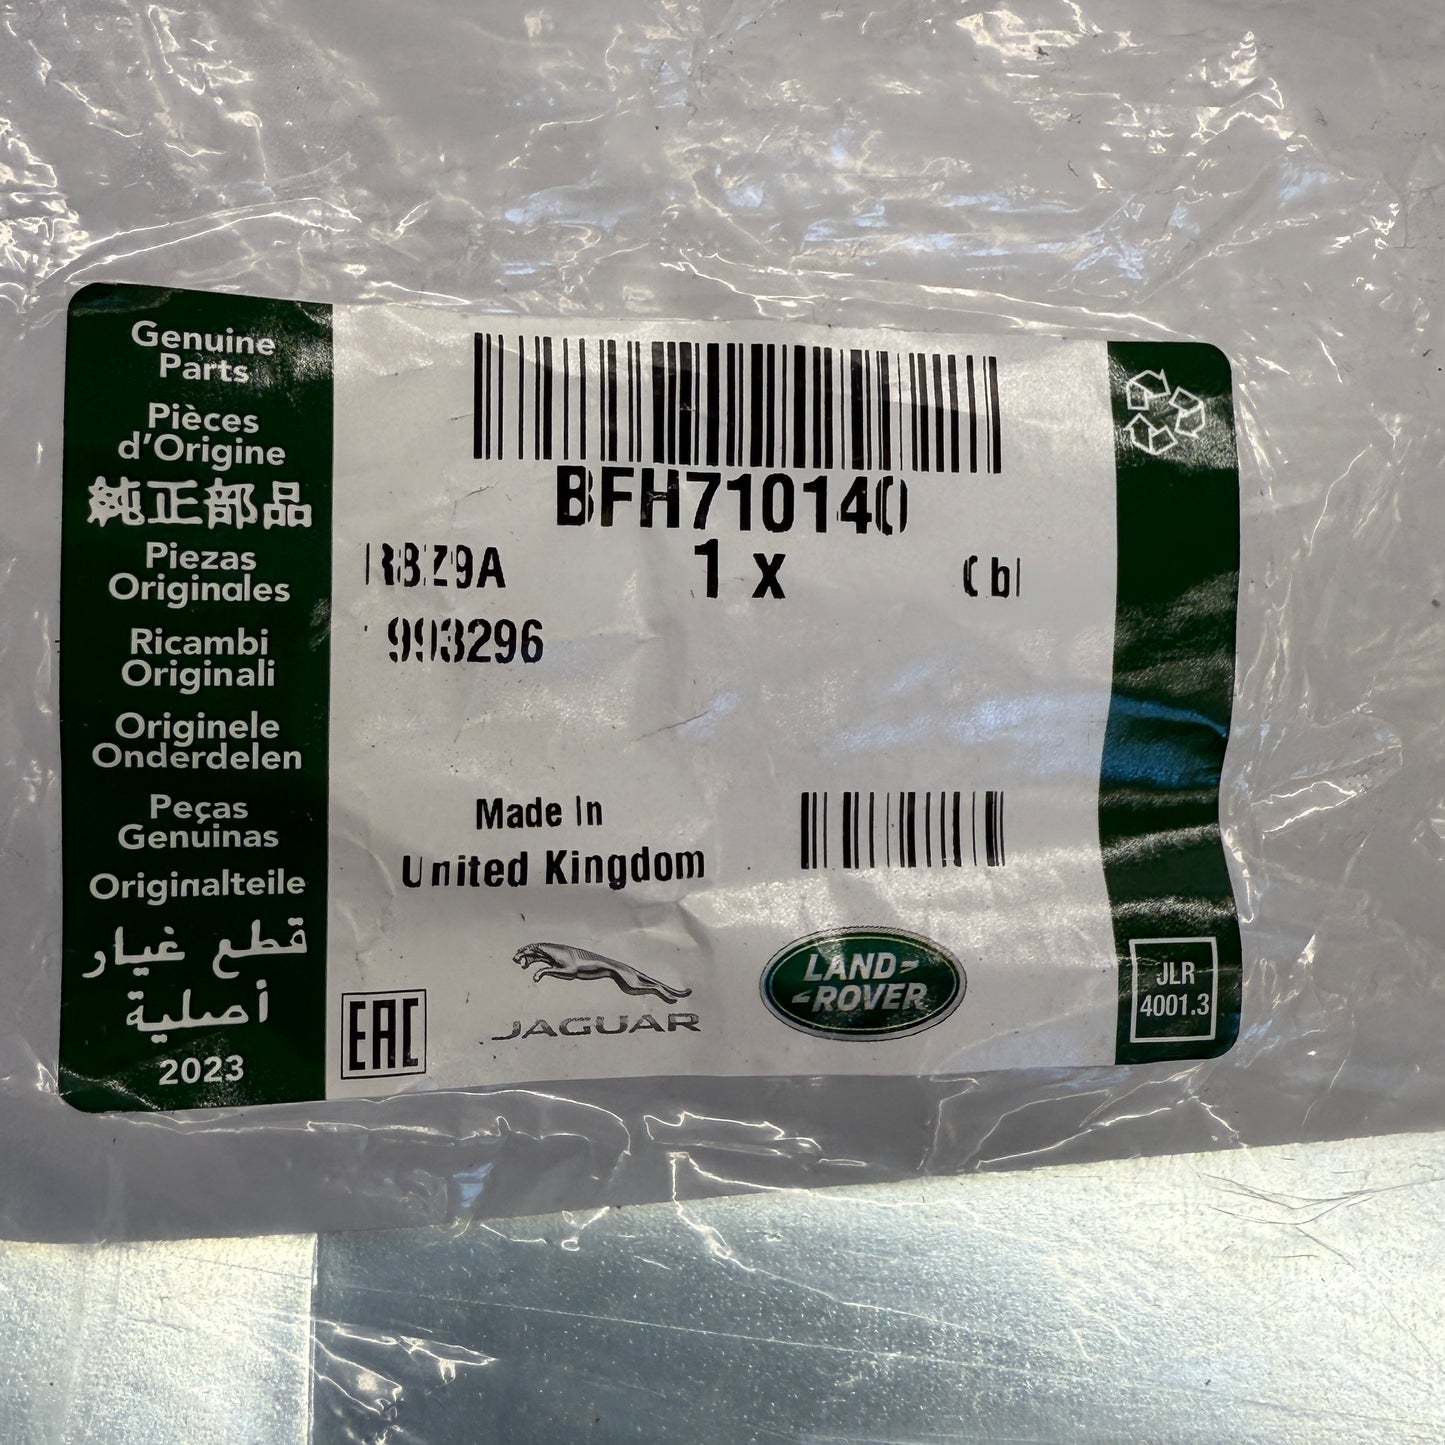 Genuine
Parts
Pièces
d'Origine
純正部品
Piezas
Originales
Ricambi
Originali
Originele
Onderdelen
Peças
Genuinas
Originalteile
قطع غيار
أصلية
2023
BFH710140
R8Z9A
1 x
993296
Made In
United Kingdom
EAC
JAGUAR
LAND-
-ROVER
JLR
4001.3